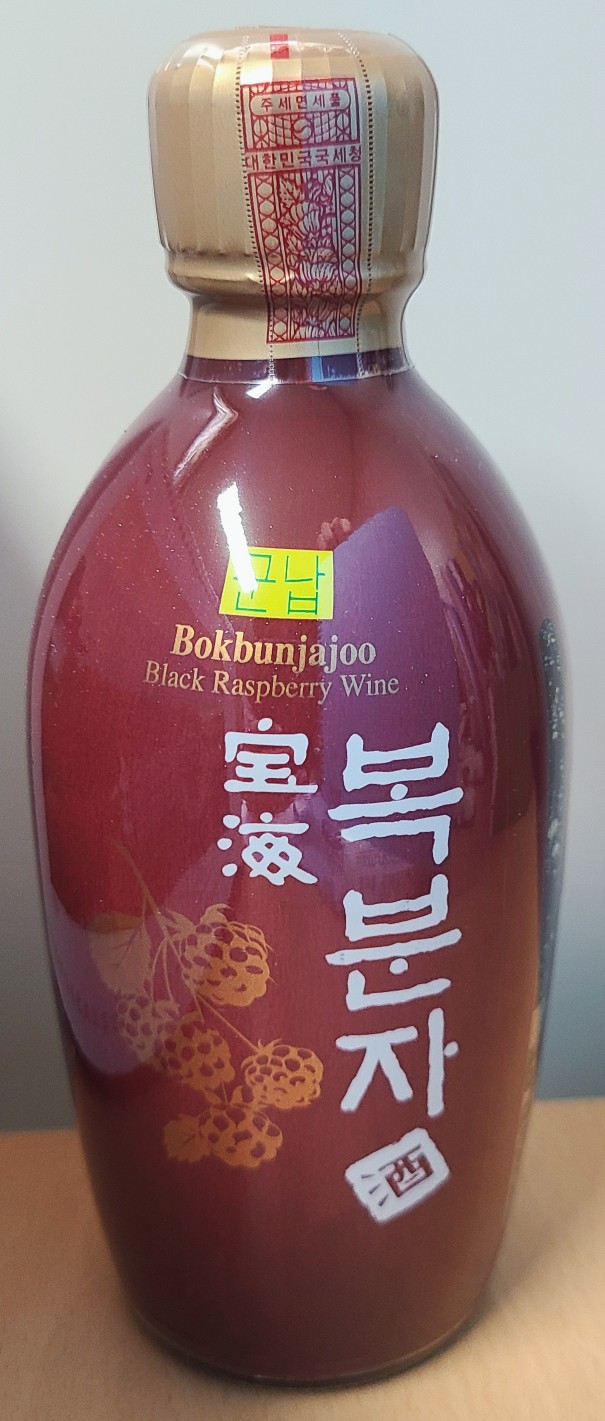 주세면세품
대한민국국세청
군납
Bokbunjajoo
Black Raspberry Wine
宝海
복분자
酒